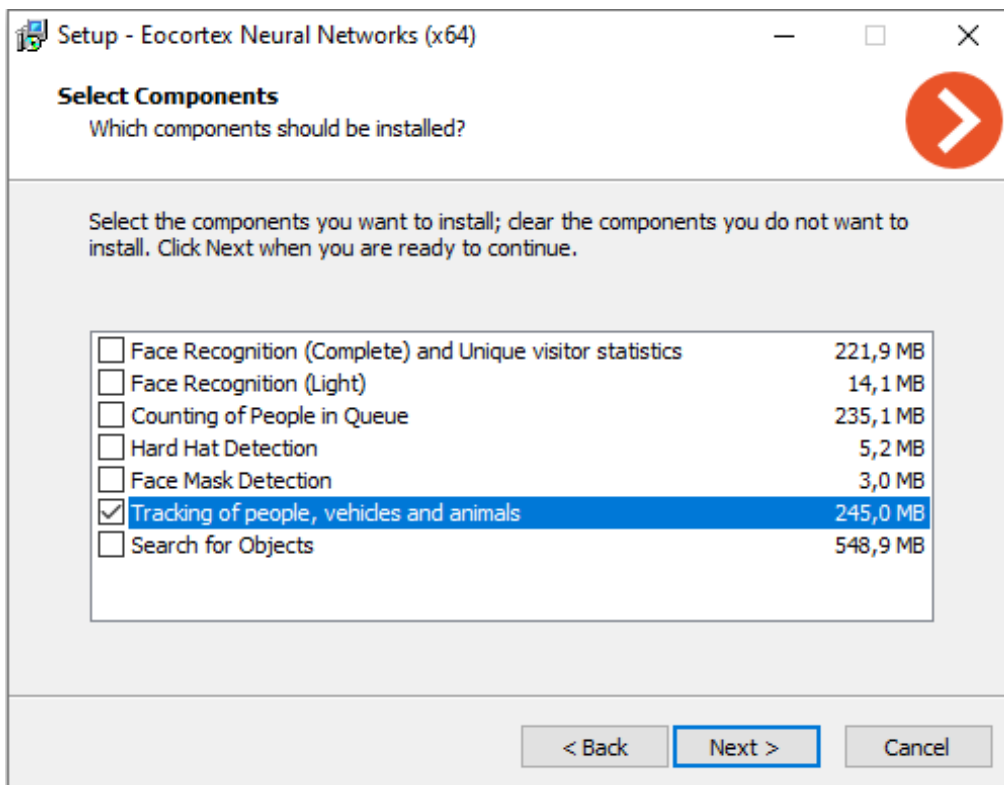 Setup - Eocortex Neural Networks (x64)
Select Components
Which components should be installed?
Select the components you want to install; clear the components you do not want to
install. Click Next when you are ready to continue.
Face Recognition (Complete) and Unique visitor statistics 221,9 MB
Face Recognition (Light) 14,1 MB
Counting of People in Queue 235,1 MB
Hard Hat Detection 5,2 MB
Face Mask Detection 3,0 MB
Tracking of people, vehicles and animals 245,0 MB
Search for Objects 548,9 MB
< Back Next > Cancel